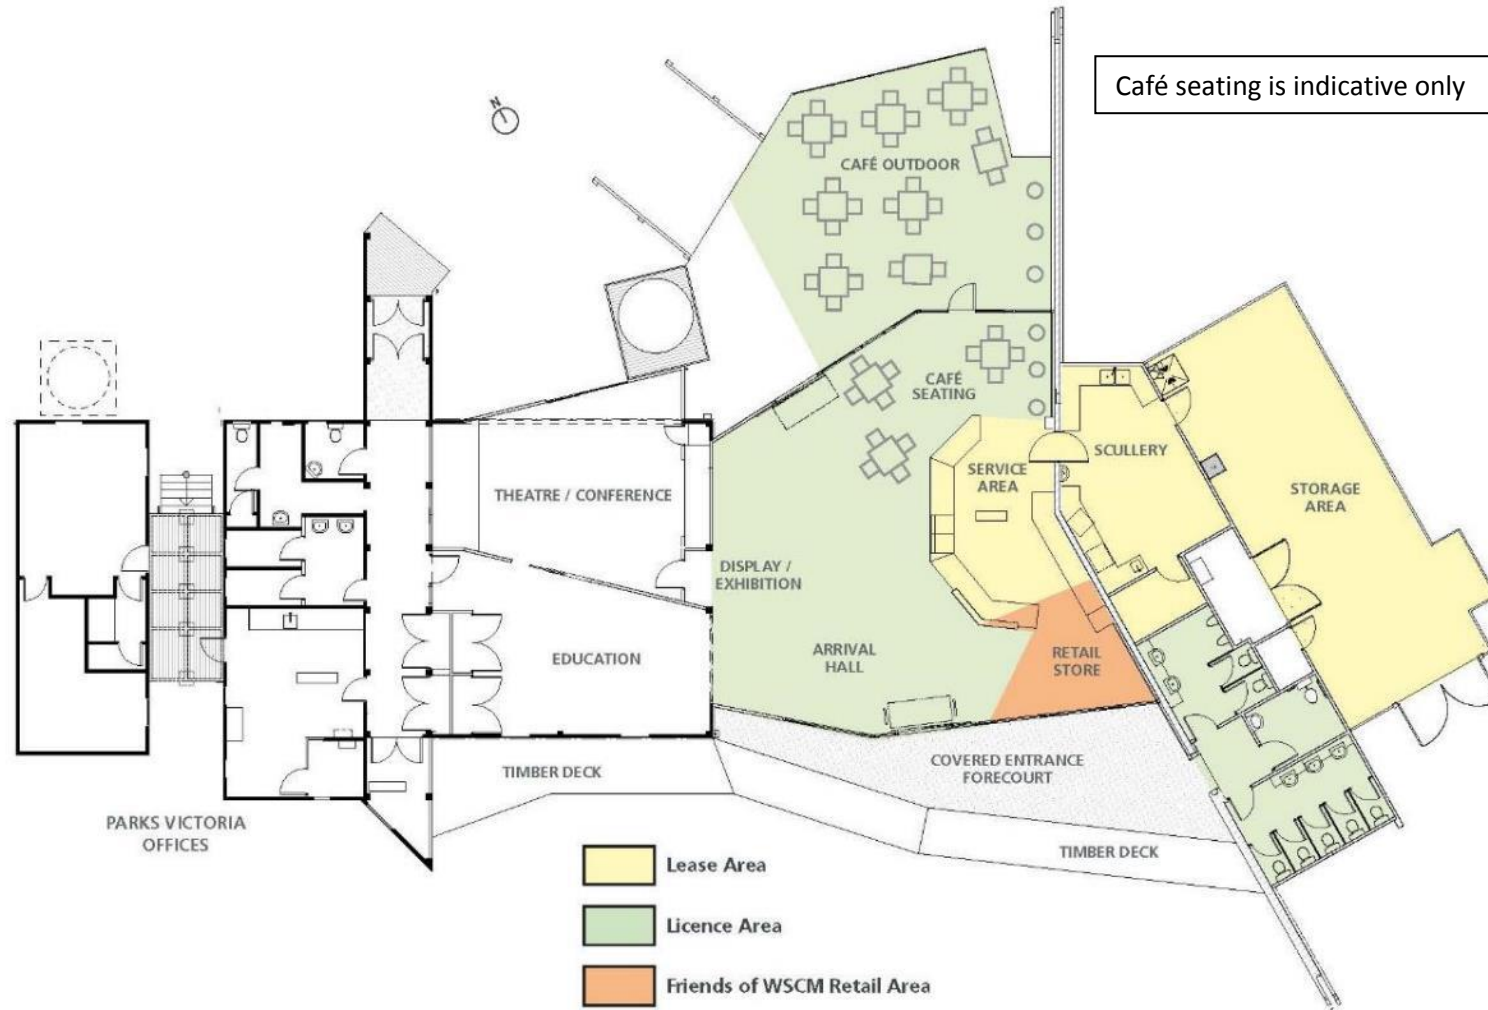 Café seating is indicative only
N
CAFÉ OUTDOOR
CAFÉ
SEATING
SERVICE
AREA
SCULLERY
STORAGE
AREA
THEATRE / CONFERENCE
DISPLAY /
EXHIBITION
EDUCATION
ARRIVAL
HALL
RETAIL
STORE
COVERED ENTRANCE
FORECOURT
TIMBER DECK
PARKS VICTORIA
OFFICES
TIMBER DECK
Lease Area
Licence Area
Friends of WSCM Retail Area